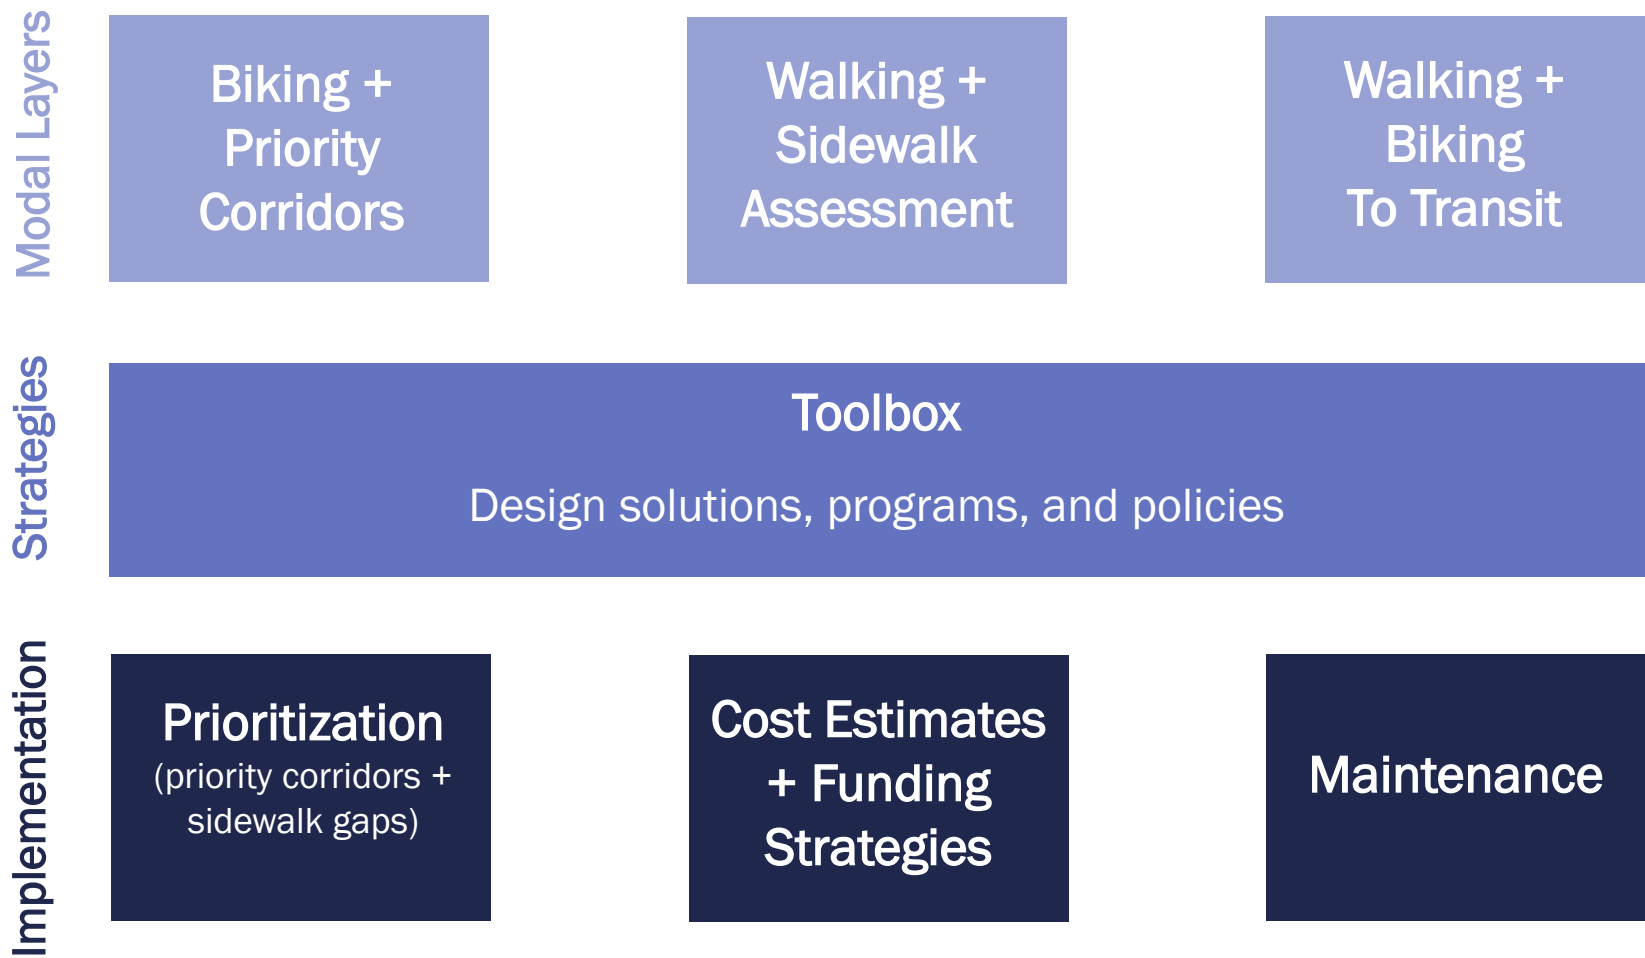 Modal Layers
Biking +
Priority
Corridors
Walking +
Sidewalk
Assessment
Walking +
Biking
To Transit
Strategies
Toolbox
Design solutions, programs, and policies
Implementation
Prioritization
(priority corridors +
sidewalk gaps)
Cost Estimates
+ Funding
Strategies
Maintenance